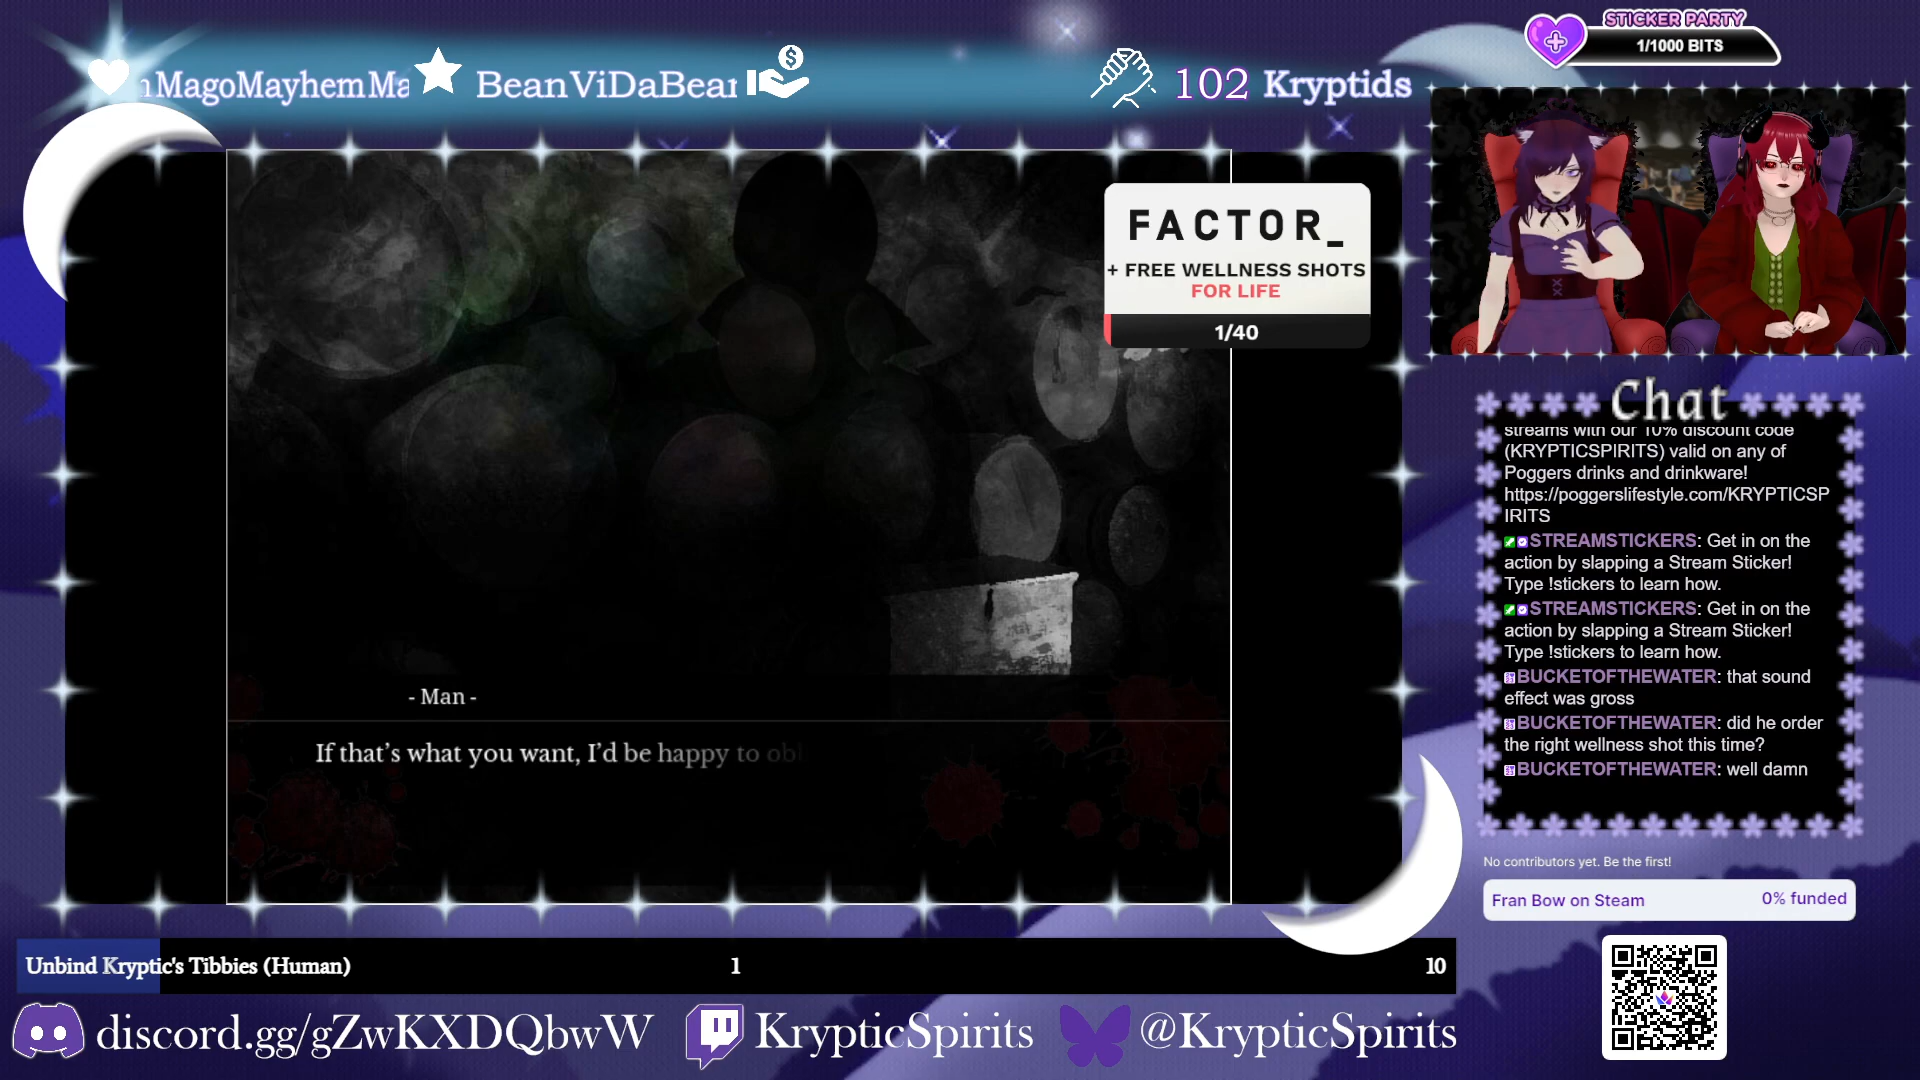 STICKER PARTY
1/1000 BITS
MagoMayhem
BeanViDaBear
102 Kryptids
FACTOR_
+ FREE WELLNESS SHOTS
FOR LIFE
1/40
- Man -
If that's what you want, I'd be happy to obl
Chat
streams with our 10% discount code
(KRYPTICSPIRITS) valid on any of
Poggers drinks and drinkware!
https://poggerslifestyle.com/KRYPTICSP
IRITS
STREAMSTICKERS: Get in on the
action by slapping a Stream Sticker!
Type !stickers to learn how.
STREAMSTICKERS: Get in on the
action by slapping a Stream Sticker!
Type !stickers to learn how.
BUCKETOFTHEWATER: that sound
effect was gross
BUCKETOFTHEWATER: did he order
the right wellness shot this time?
BUCKETOFTHEWATER: well damn
No contributors yet. Be the first!
Fran Bow on Steam 0% funded
Unbind Kryptic's Tibbies (Human) 1 10
discord.gg/gZwKXDQbwW KrypticSpirits @KrypticSpirits